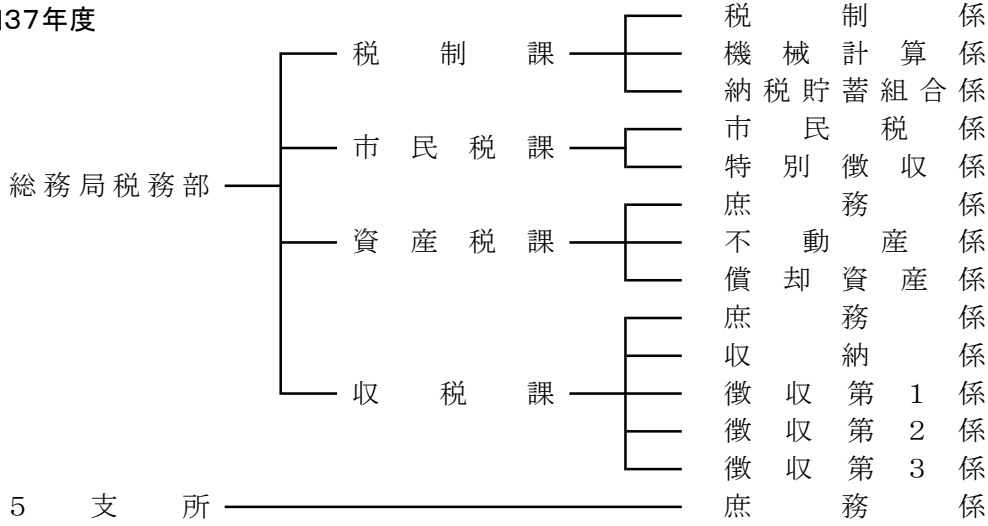 37年度
税制係
税制課
機械計算係
納税貯蓄組合係
市民税係
市民税課
特別徴収係
総務局税務部
庶務係
資産税課
不動産係
償却資産係
庶務係
収納係
収税課
徴収第1係
徴収第2係
徴収第3係
5支所
庶務係